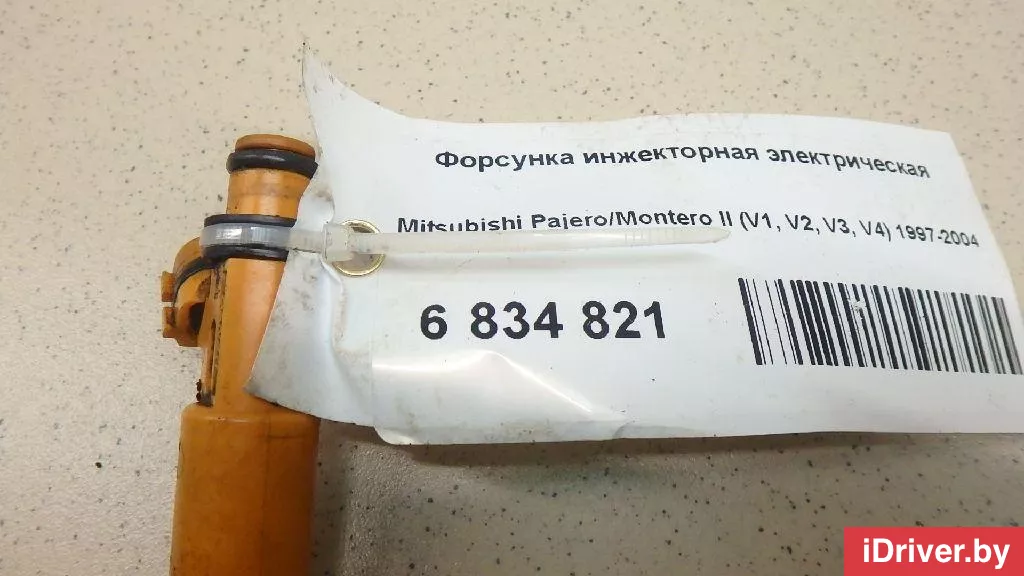 Форсунка инжекторная электрическая
Mitsubishi Pajero/Montero II (V1, V2, V3, V4) 1997-2004
6 834 821
iDriver.by